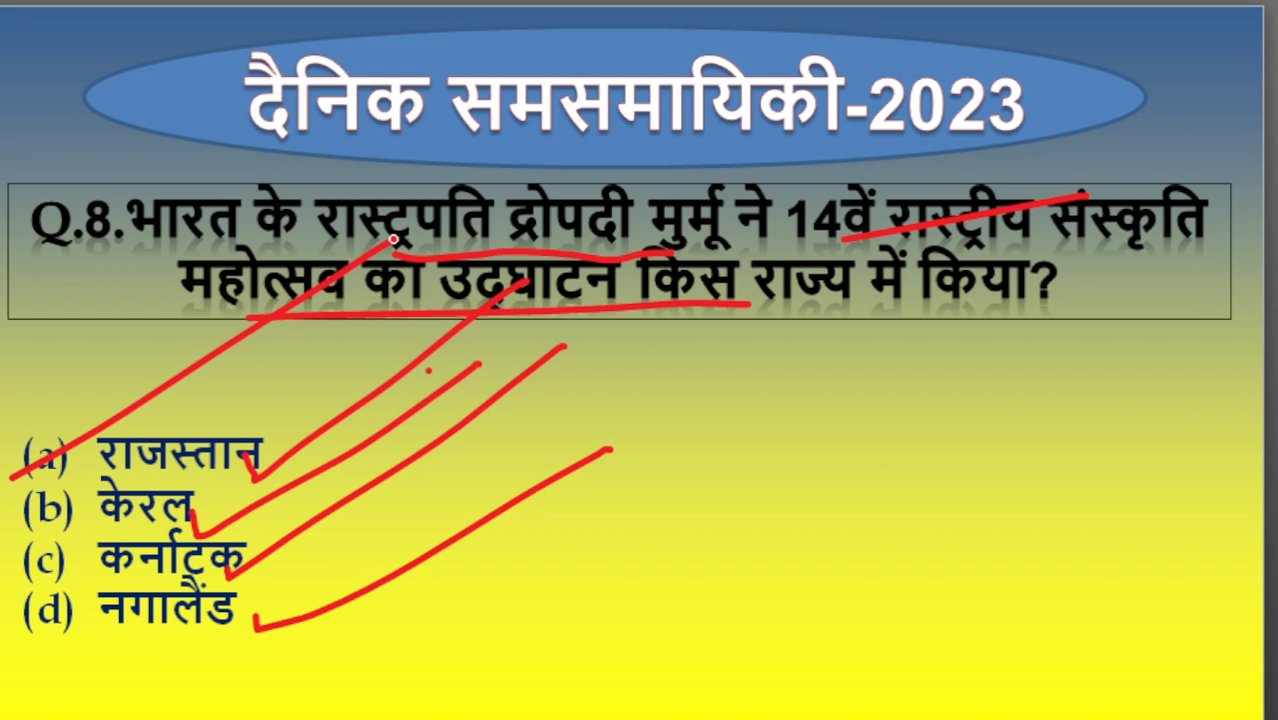 दैनिक समसमायिकी-2023
Q.8.भारत के रास्ट्रपति द्रोपदी मुर्मू ने 14वें रास्ट्रीय संस्कृति
महोत्सव का उद्घाटन किस राज्य में किया?
(a) राजस्तान
(b) केरल
(c) कर्नाटक
(d) नगालैंड